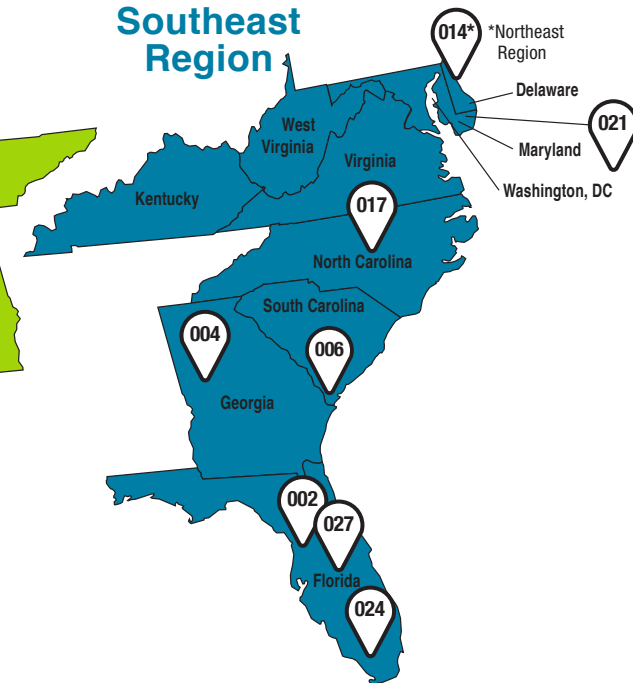 Southeast
Region
014*
*Northeast
Region
Delaware
021
Maryland
Washington, DC
West
Virginia
Virginia
Kentucky
017
North Carolina
South Carolina
004
006
Georgia
002
027
Florida
024